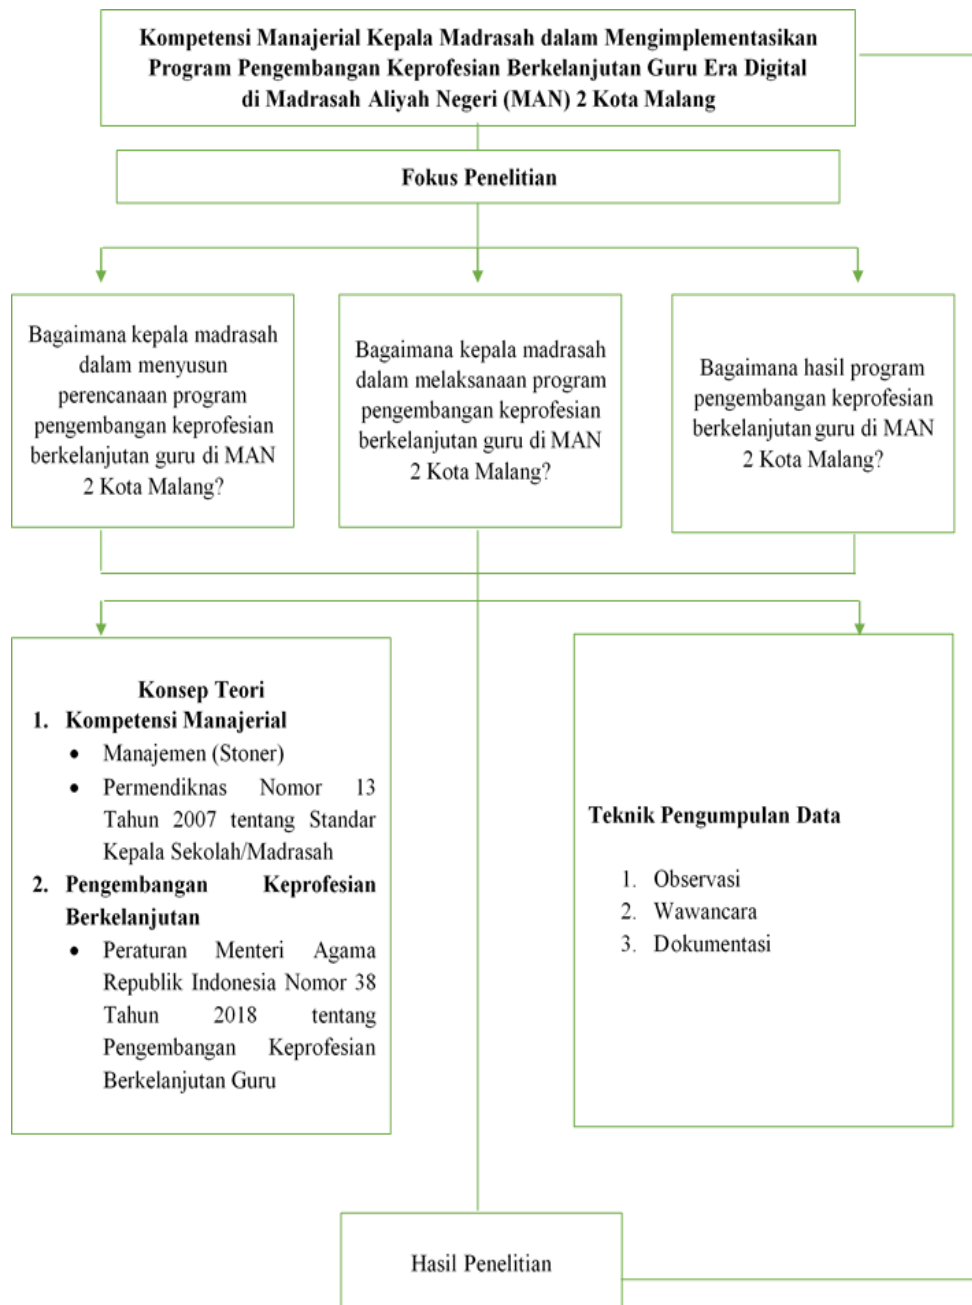 Kompetensi Manajerial Kepala Madrasah dalam Mengimplementasikan
Program Pengembangan Keprofesian Berkelanjutan Guru Era Digital
di Madrasah Aliyah Negeri (MAN) 2 Kota Malang
Fokus Penelitian
Bagaimana kepala madrasah
dalam menyusun
perencanaan program
pengembangan keprofesian
berkelanjutan guru di MAN
2 Kota Malang?
Bagaimana kepala madrasah
dalam melaksanaan program
pengembangan keprofesian
berkelanjutan guru di MAN
2 Kota Malang?
Bagaimana hasil program
pengembangan keprofesian
berkelanjutan guru di MAN
2 Kota Malang?
Konsep Teori
1. Kompetensi Manajerial
• Manajemen (Stoner)
• Permendiknas Nomor 13
Tahun 2007 tentang Standar
Kepala Sekolah/Madrasah
2. Pengembangan Keprofesian
Berkelanjutan
• Peraturan Menteri Agama
Republik Indonesia Nomor 38
Tahun 2018 tentang
Pengembangan Keprofesian
Berkelanjutan Guru
Teknik Pengumpulan Data
1. Observasi
2. Wawancara
3. Dokumentasi
Hasil Penelitian